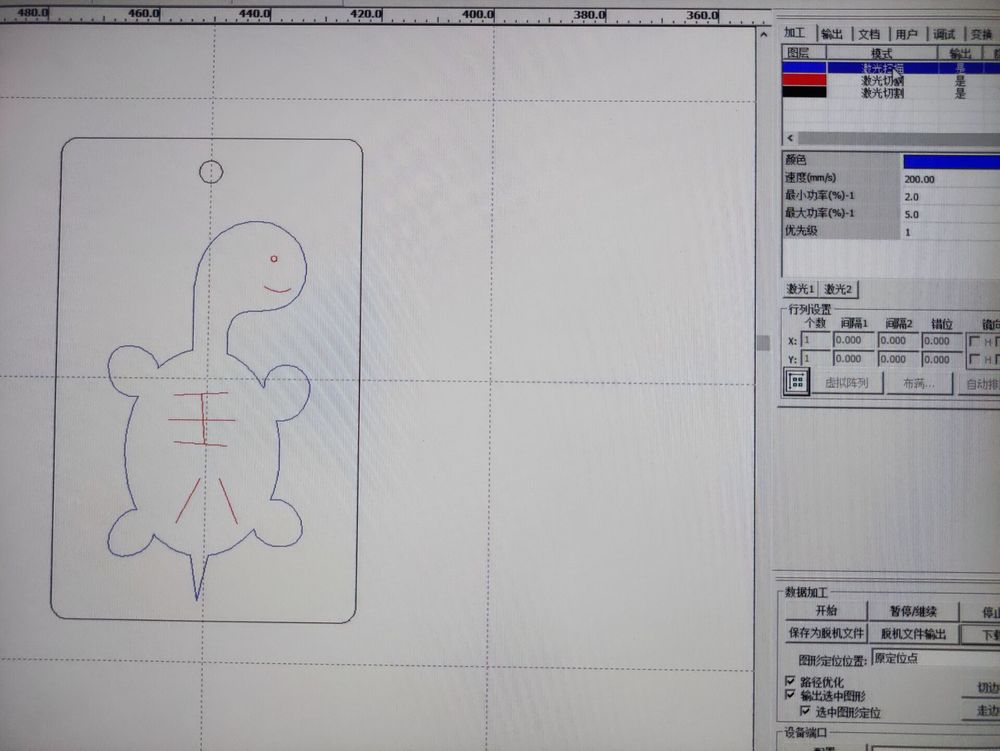 480.0 460.0 440.0 420.0 400.0 380.0 360.0
加工 输出 文档 用户 调试 变换
图层 模式 输出
激光扫描 是
激光切割 是
激光切割 是
颜色
速度(mm/s) 200.00
最小功率(%)-1 2.0
最大功率(%)-1 5.0
优先级 1
激光1 激光2
行列设置
个数 间隔1 间隔2 错位 镜向
X: 1 0.000 0.000 0.000 H
Y: 1 0.000 0.000 0.000 H
虚拟阵列 布满... 自动排
王
八
数据加工
开始 暂停/继续 停止
保存为脱机文件 脱机文件输出 下载
图形定位位置: 原定位点
路径优化 切边
输出选中图形
选中图形定位 走边
设备端口